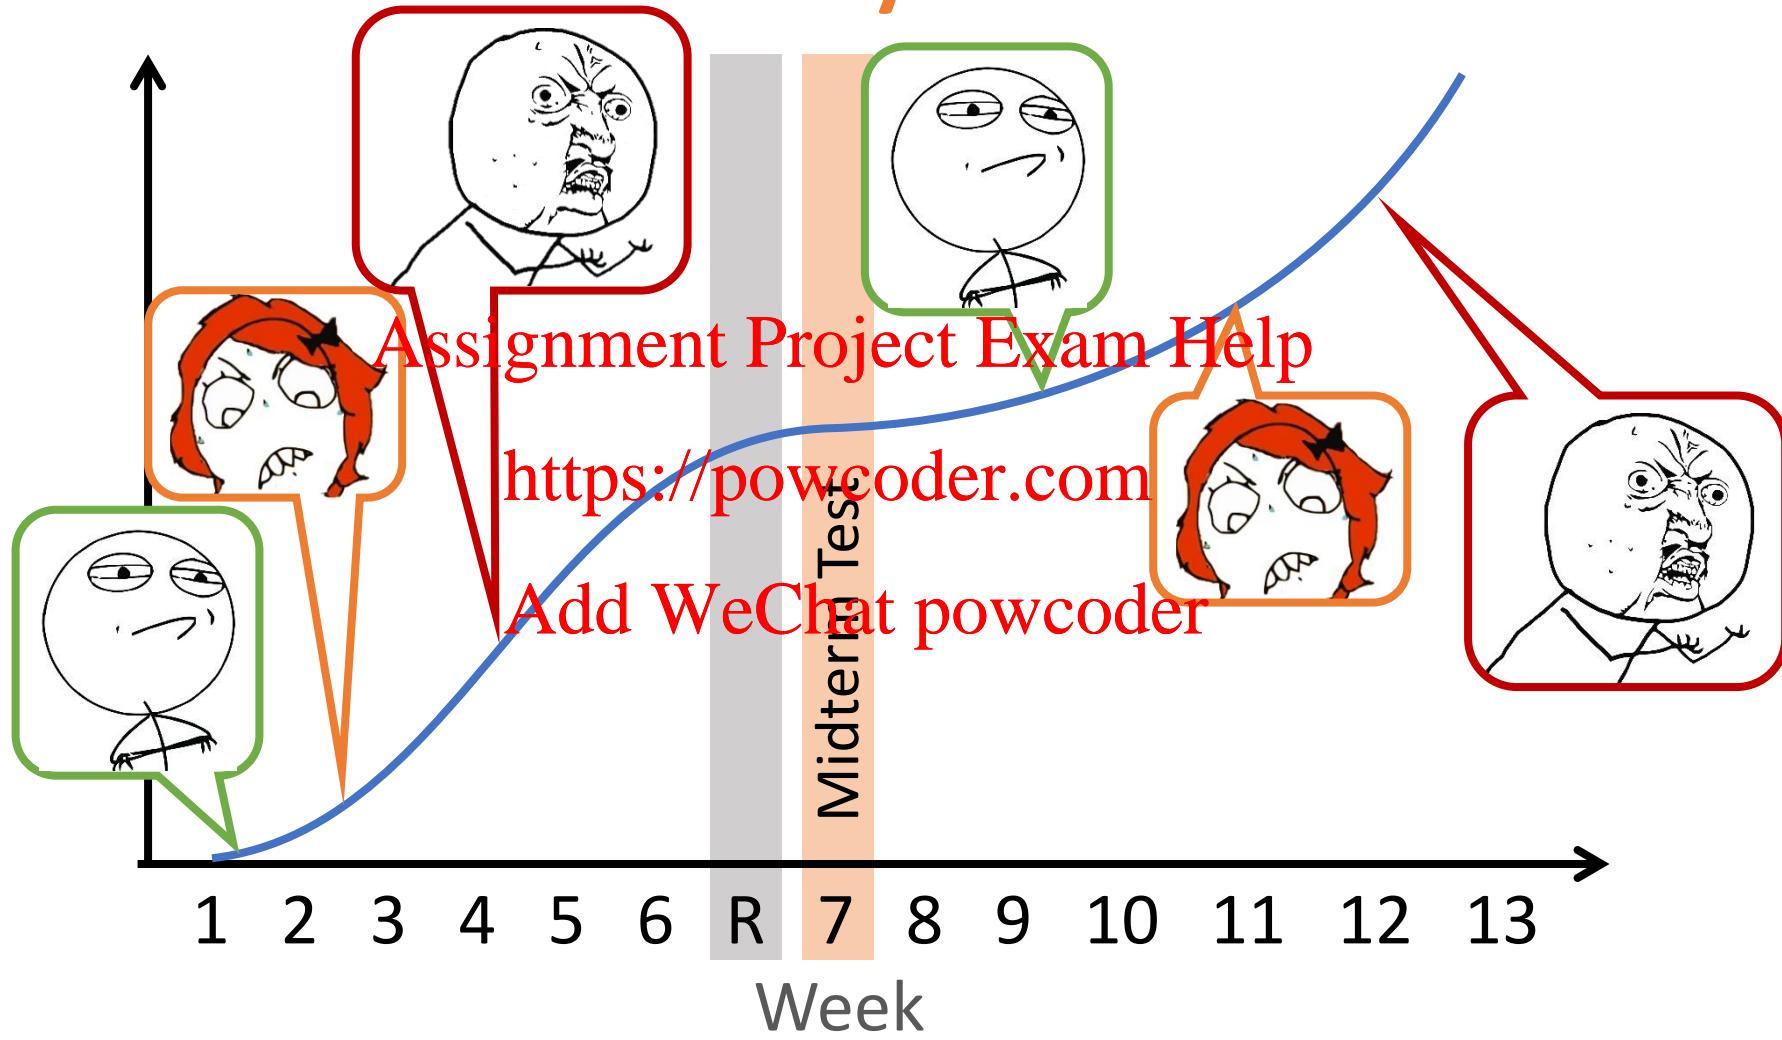 Assignment Project Exam Help
https://powcoder.com
Add WeChat powcoder
Midterm Test
1 2 3 4 5 6 R 7 8 9 10 11 12 13
Week